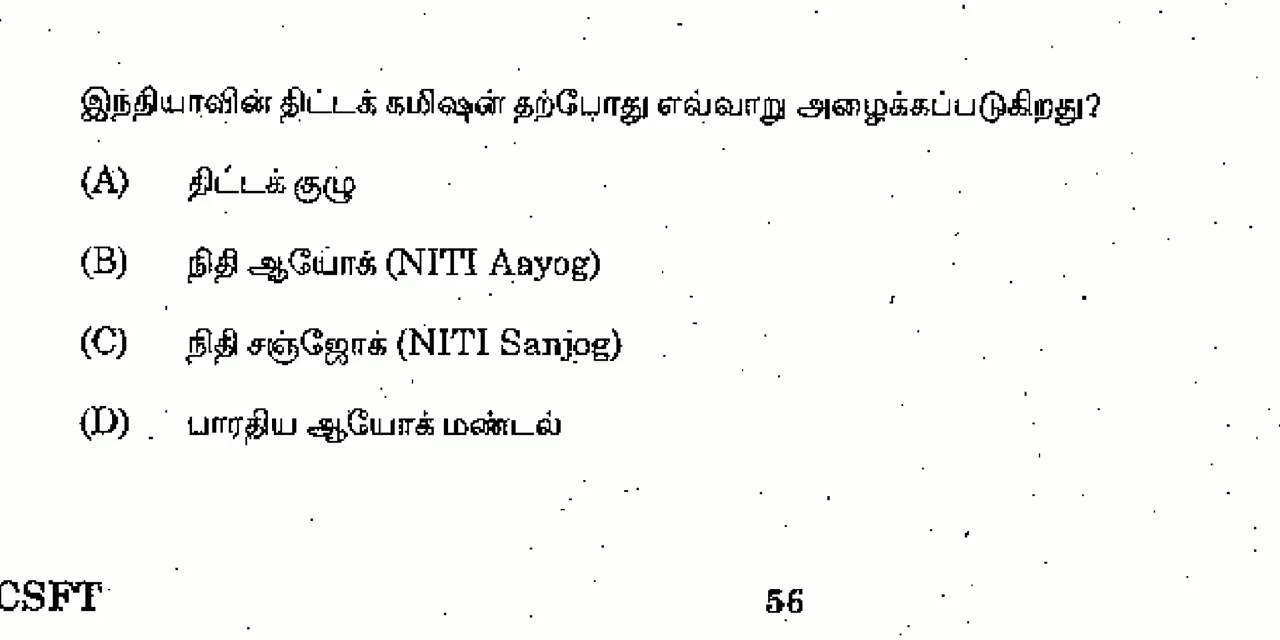 இந்தியாவின் திட்டக் கமிஷன் தற்போது எவ்வாறு அழைக்கப்படுகிறது?
(A) திட்டக் குழு
(B) நிதி ஆயோக் (NITI Aayog)
(C) நிதி சஞ்ஜோக் (NITI Sanjog)
(D) பாரதிய ஆயோக் மண்டல்
CSFT 56